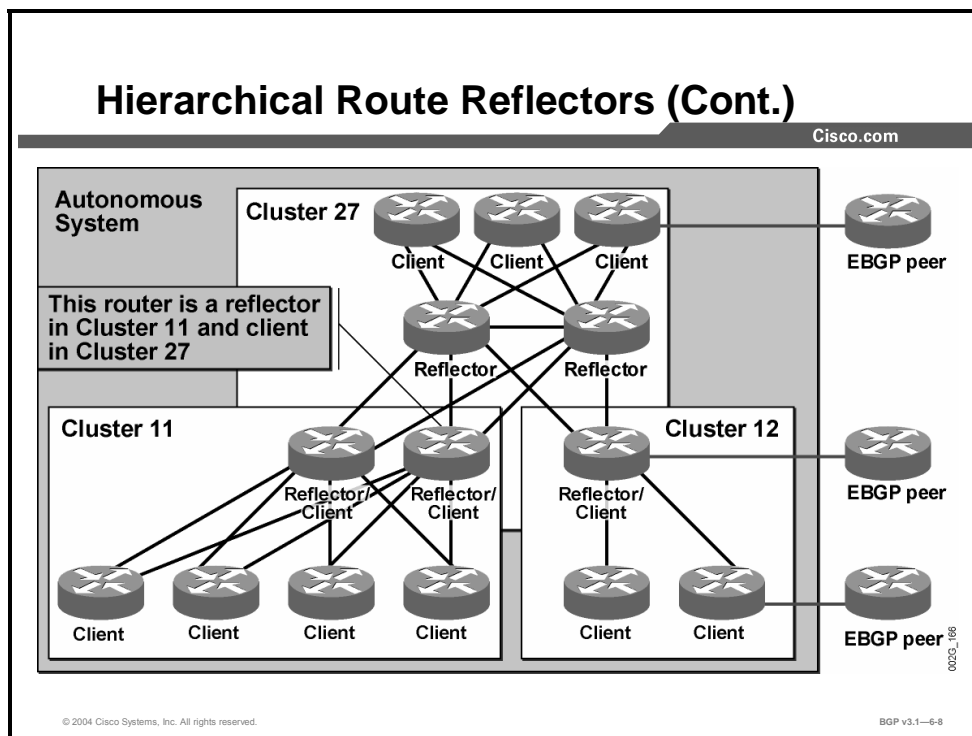 Hierarchical Route Reflectors (Cont.)
Cisco.com
Autonomous
System
Cluster 27
Client
Client
Client
EBGP peer
This router is a reflector
in Cluster 11 and client
in Cluster 27
Reflector
Reflector
Cluster 11
Cluster 12
Reflector/
Client
Reflector/
Client
Reflector/
Client
EBGP peer
Client
Client
Client
Client
Client
Client
EBGP peer
002G_166
© 2004 Cisco Systems, Inc. All rights reserved.
BGP v3.1—6-8